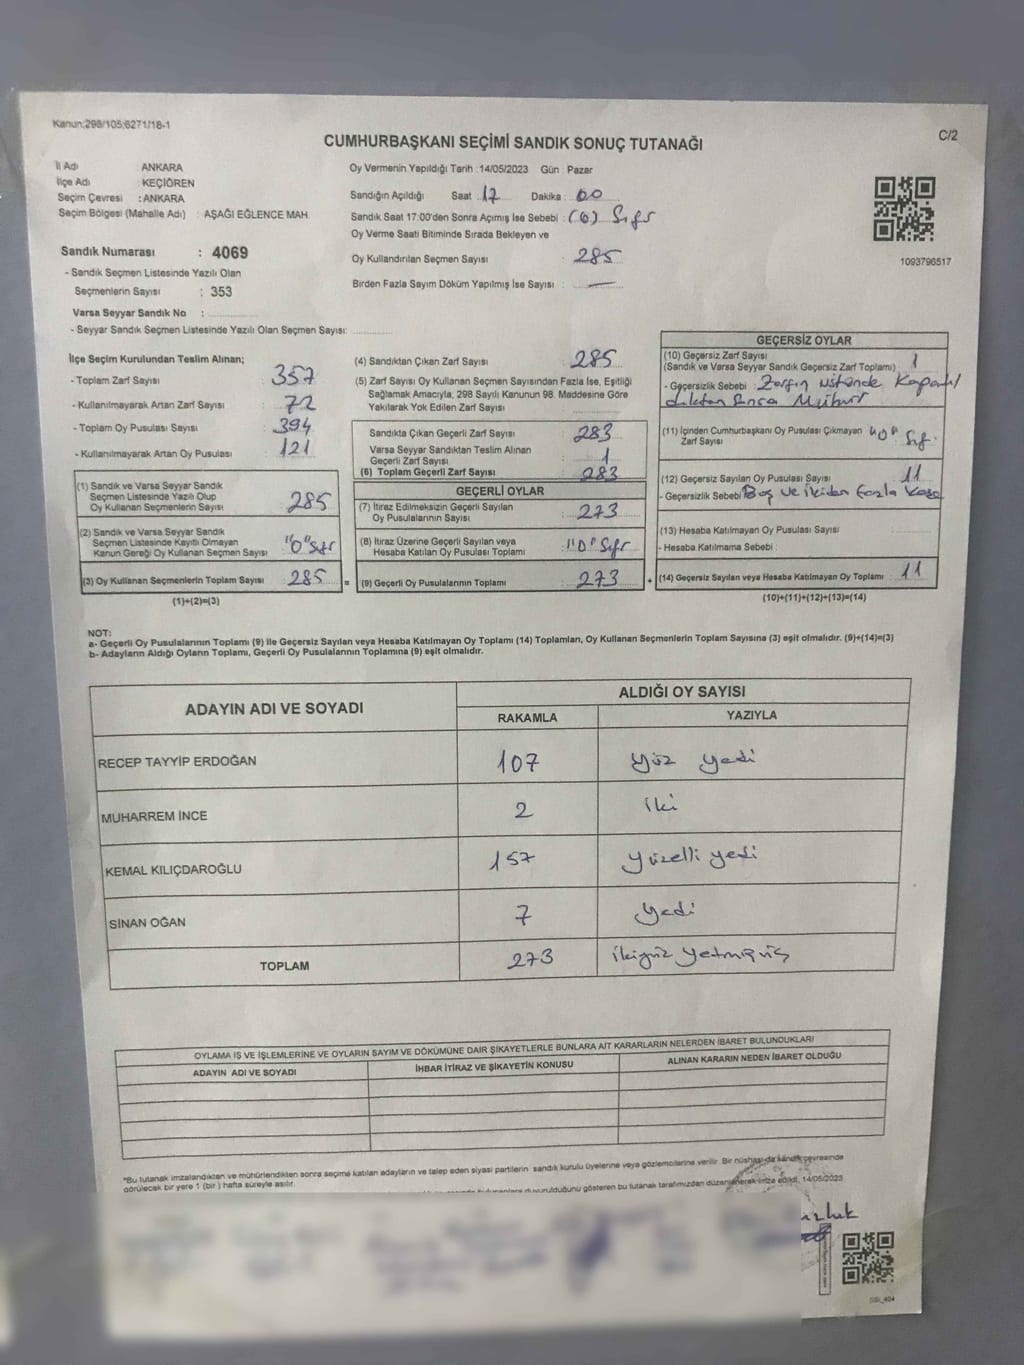 Kanun:298/105;6271/18-1
C/2
CUMHURBAŞKANI SEÇİMİ SANDIK SONUÇ TUTANAĞI
İl Adı ANKARA
İlçe Adı : KEÇİÖREN
Seçim Çevresi : ANKARA
Seçim Bölgesi (Mahalle Adı) : AŞAĞI EĞLENCE MAH
Sandık Numarası : 4069
- Sandık Seçmen Listesinde Yazılı Olan
Seçmenlerin Sayısı : 353
Varsa Seyyar Sandık No :
- Seyyar Sandık Seçmen Listesinde Yazılı Olan Seçmen Sayısı:
Oy Vermenin Yapıldığı Tarih : 14/05/2023 Gün : Pazar
Sandığın Açıldığı Saat 17 Dakika : 00
Sandık Saat 17:00'den Sonra Açımış İse Sebebi : (0) Sıfır
Oy Verme Saati Bitiminde Sırada Bekleyen ve
Oy Kullandırılan Seçmen Sayısı : 285
Birden Fazla Sayım Döküm Yapılmış İse Sayısı : —
1093796517
İlçe Seçim Kurulundan Teslim Alınan;
- Toplam Zarf Sayısı : 357
- Kullanılmayarak Artan Zarf Sayısı : 72
- Toplam Oy Pusulası Sayısı : 394
- Kullanılmayarak Artan Oy Pusulası : 121
(1) Sandık ve Varsa Seyyar Sandık
Seçmen Listesinde Yazılı Olup
Oy Kullanan Seçmenlerin Sayısı : 285
(2) Sandık ve Varsa Seyyar Sandık
Seçmen Listesinde Kayıtlı Olmayan
Kanun Gereği Oy Kullanan Seçmen Sayısı : "0" Sıfır
(3) Oy Kullanan Seçmenlerin Toplam Sayısı : 285 =
(1)+(2)=(3)
(4) Sandıktan Çıkan Zarf Sayısı : 285
(5) Zarf Sayısı Oy Kullanan Seçmen Sayısından Fazla İse, Eşitliği
Sağlamak Amacıyla, 298 Sayılı Kanunun 98. Maddesine Göre
Yakılarak Yok Edilen Zarf Sayısı :
Sandıkta Çıkan Geçerli Zarf Sayısı : 283
Varsa Seyyar Sandıktan Teslim Alınan
Geçerli Zarf Sayısı : 1
(6) Toplam Geçerli Zarf Sayısı : 283
GEÇERLİ OYLAR
(7) İtiraz Edilmeksizin Geçerli Sayılan
Oy Pusulalarının Sayısı : 273
(8) İtiraz Üzerine Geçerli Sayılan veya
Hesaba Katılan Oy Pusulası Toplamı : "0" Sıfır
(9) Geçerli Oy Pusulalarının Toplamı : 273 +
GEÇERSİZ OYLAR
(10) Geçersiz Zarf Sayısı
(Sandık ve Varsa Seyyar Sandık Geçersiz Zarf Toplamı) : 1
- Geçersizlik Sebebi : Zarfın üstünde Kapatıl
dıktan Sonra Mühür
(11) İçinden Cumhurbaşkanı Oy Pusulası Çıkmayan
Zarf Sayısı : "0" Sıf.
(12) Geçersiz Sayılan Oy Pusulası Sayısı : 11
- Geçersizlik Sebebi Boş ve ikiden fazla Kaşe
(13) Hesaba Katılmayan Oy Pusulası Sayısı :
- Hesaba Katılmama Sebebi :
(14) Geçersiz Sayılan veya Hesaba Katılmayan Oy Toplamı : 11
(10)+(11)+(12)+(13)=(14)
NOT:
a- Geçerli Oy Pusulalarının Toplamı (9) ile Geçersiz Sayılan veya Hesaba Katılmayan Oy Toplamı (14) Toplamları, Oy Kullanan Seçmenlerin Toplam Sayısına (3) eşit olmalıdır. (9)+(14)=(3)
b- Adayların Aldığı Oyların Toplamı, Geçerli Oy Pusulalarının Toplamına (9) eşit olmalıdır.
ADAYIN ADI VE SOYADI ALDIĞI OY SAYISI
RAKAMLA YAZIYLA
RECEP TAYYİP ERDOĞAN 107 yüz yedi
MUHARREM İNCE 2 iki
KEMAL KILIÇDAROĞLU 157 yüzelli yedi
SİNAN OĞAN 7 yedi
TOPLAM 273 ikiyüz yetmişüç
OYLAMA İŞ VE İŞLEMLERİNE VE OYLARIN SAYIM VE DÖKÜMÜNE DAİR ŞİKAYETLERLE BUNLARA AİT KARARLARIN NELERDEN İBARET BULUNDUKLARI
ADAYIN ADI VE SOYADI İHBAR İTİRAZ VE ŞİKAYETİN KONUSU ALINAN KARARIN NEDEN İBARET OLDUĞU
*Bu tutanak imzalandıktan ve mühürlendikten sonra seçime katılan adayların ve talep eden siyasi partilerin sandık kurulu üyelerine veya gözlemcilerine verilir. Bir nüshası da sandık çevresinde
görülecek bir yere 1 (bir) hafta süreyle asılır.
duyurulduğunu gösteren bu tutanak tarafımızdan düzenlenerek imza edildi. 14/05/2023